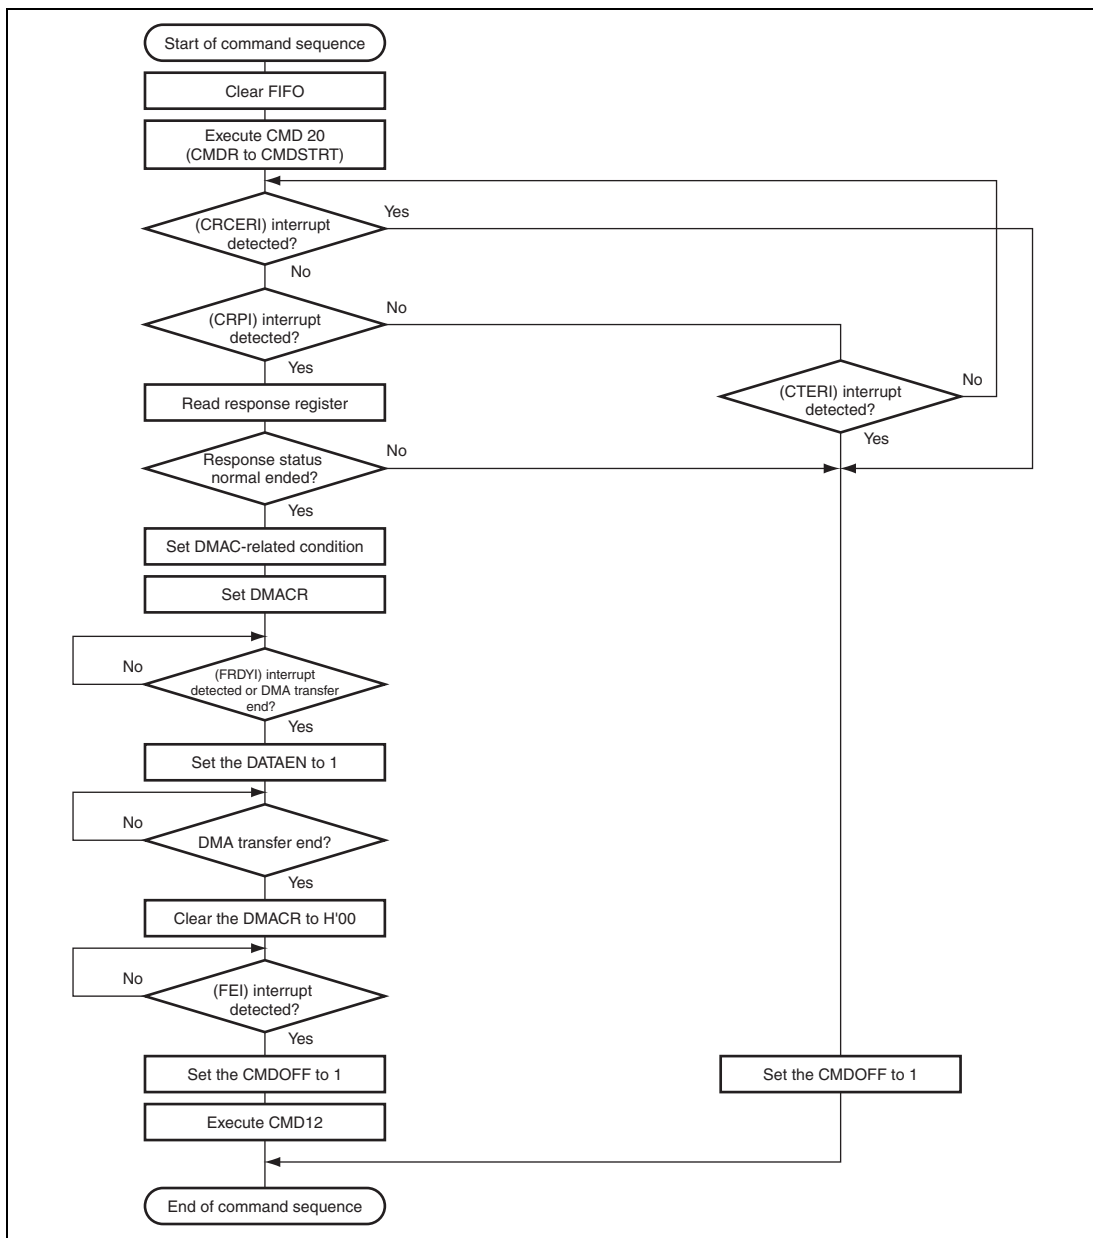 Start of command sequence
Clear FIFO
Execute CMD 20
(CMDR to CMDSTRT)
(CRCERI) interrupt
detected?
Yes
No
(CRPI) interrupt
detected?
No
Yes
(CTERI) interrupt
detected?
No
Yes
Read response register
Response status
normal ended?
No
Yes
Set DMAC-related condition
Set DMACR
No
(FRDYI) interrupt
detected or DMA transfer
end?
Yes
Set the DATAEN to 1
No
DMA transfer end?
Yes
Clear the DMACR to H'00
No
(FEI) interrupt
detected?
Yes
Set the CMDOFF to 1
Set the CMDOFF to 1
Execute CMD12
End of command sequence